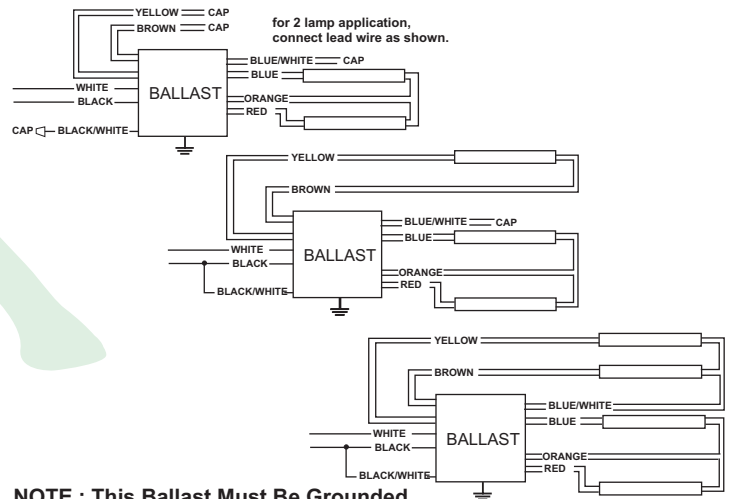 YELLOW CAP
BROWN CAP
for 2 lamp application,
connect lead wire as shown.
BLUE/WHITE CAP
BLUE
WHITE
BLACK
BALLAST
ORANGE
RED
CAP BLACK/WHITE
YELLOW
BROWN
BLUE/WHITE CAP
BLUE
WHITE
BLACK
BALLAST
ORANGE
RED
BLACK/WHITE
YELLOW
BROWN
BLUE/WHITE
BLUE
WHITE
BLACK
BALLAST
ORANGE
RED
BLACK/WHITE
NOTE : This Ballast Must Be Grounded